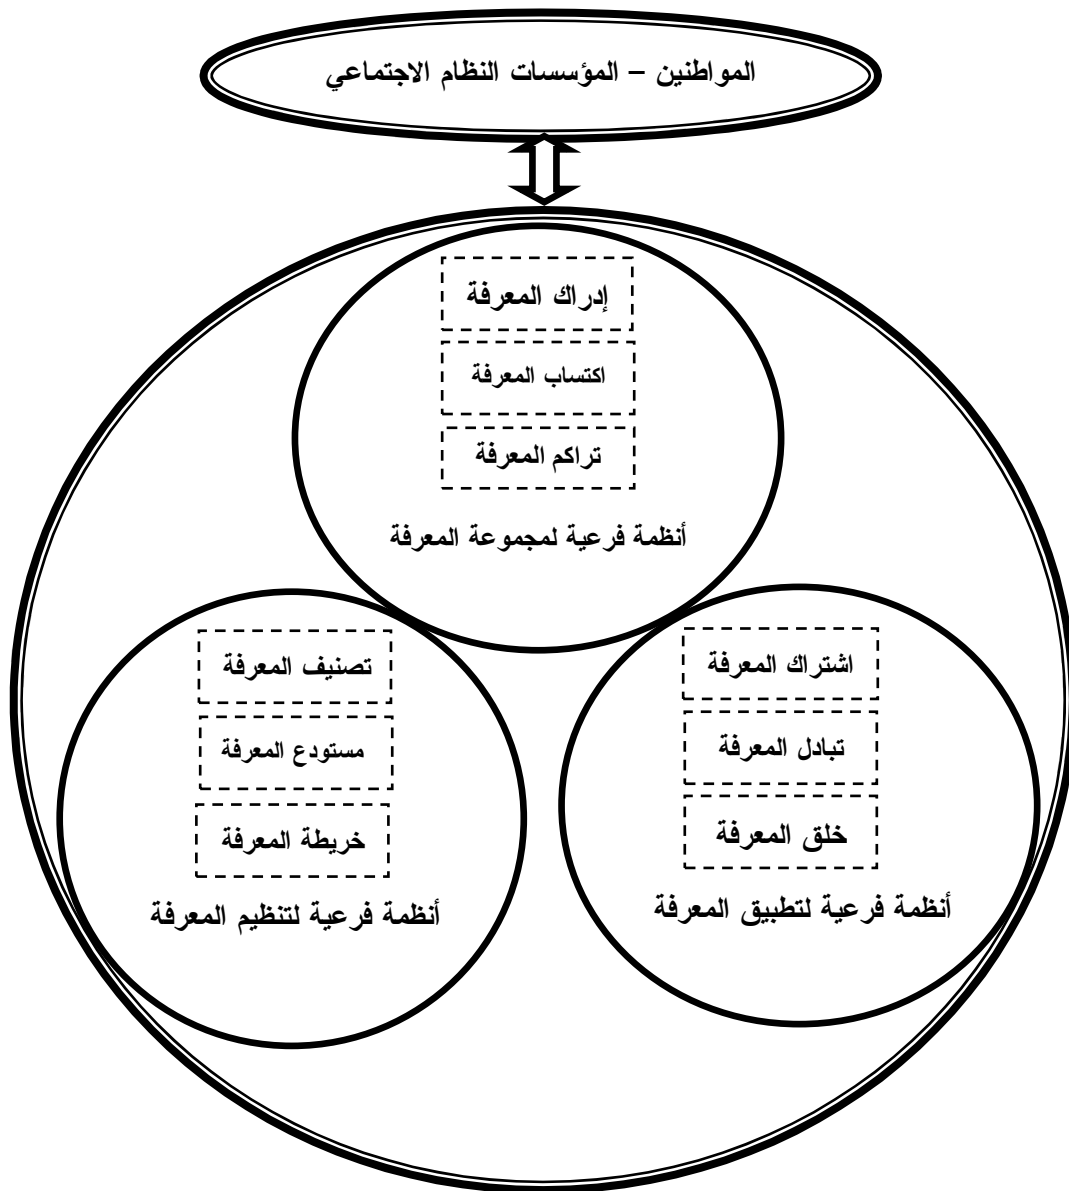 المواطنين – المؤسسات النظام الاجتماعي
إدراك المعرفة
اكتساب المعرفة
تراكم المعرفة
أنظمة فرعية لمجموعة المعرفة
اشتراك المعرفة
تبادل المعرفة
خلق المعرفة
أنظمة فرعية لتطبيق المعرفة
تصنيف المعرفة
مستودع المعرفة
خريطة المعرفة
أنظمة فرعية لتنظيم المعرفة